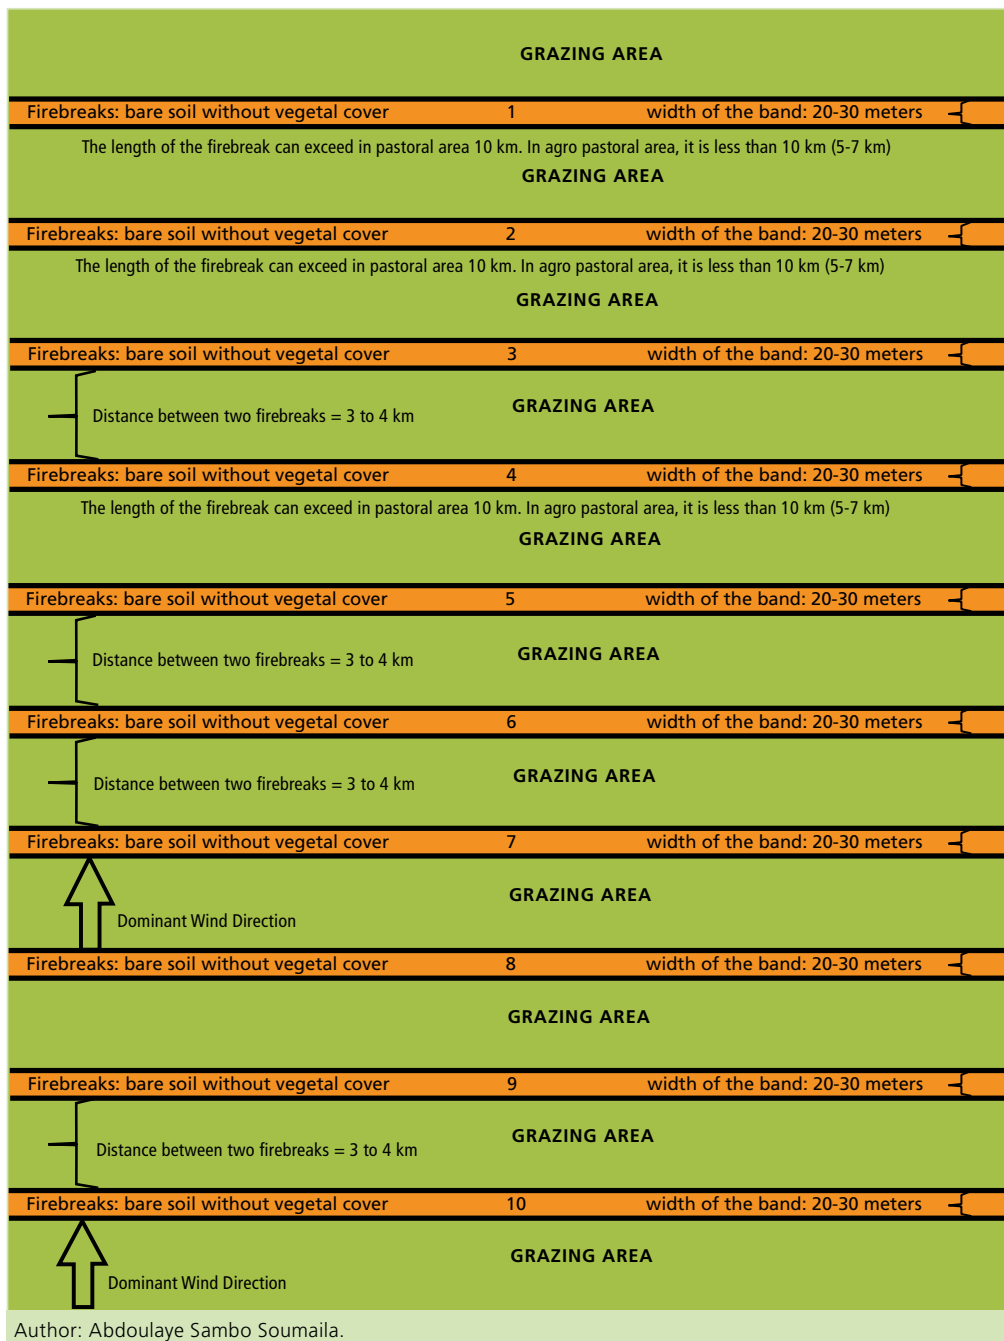 GRAZING AREA
Firebreaks: bare soil without vegetal cover 1 width of the band: 20-30 meters
The length of the firebreak can exceed in pastoral area 10 km. In agro pastoral area, it is less than 10 km (5-7 km)
GRAZING AREA
Firebreaks: bare soil without vegetal cover 2 width of the band: 20-30 meters
The length of the firebreak can exceed in pastoral area 10 km. In agro pastoral area, it is less than 10 km (5-7 km)
GRAZING AREA
Firebreaks: bare soil without vegetal cover 3 width of the band: 20-30 meters
GRAZING AREA
Distance between two firebreaks = 3 to 4 km
Firebreaks: bare soil without vegetal cover 4 width of the band: 20-30 meters
The length of the firebreak can exceed in pastoral area 10 km. In agro pastoral area, it is less than 10 km (5-7 km)
GRAZING AREA
Firebreaks: bare soil without vegetal cover 5 width of the band: 20-30 meters
GRAZING AREA
Distance between two firebreaks = 3 to 4 km
Firebreaks: bare soil without vegetal cover 6 width of the band: 20-30 meters
GRAZING AREA
Distance between two firebreaks = 3 to 4 km
Firebreaks: bare soil without vegetal cover 7 width of the band: 20-30 meters
GRAZING AREA
Dominant Wind Direction
Firebreaks: bare soil without vegetal cover 8 width of the band: 20-30 meters
GRAZING AREA
Firebreaks: bare soil without vegetal cover 9 width of the band: 20-30 meters
GRAZING AREA
Distance between two firebreaks = 3 to 4 km
Firebreaks: bare soil without vegetal cover 10 width of the band: 20-30 meters
GRAZING AREA
Dominant Wind Direction
Author: Abdoulaye Sambo Soumaila.